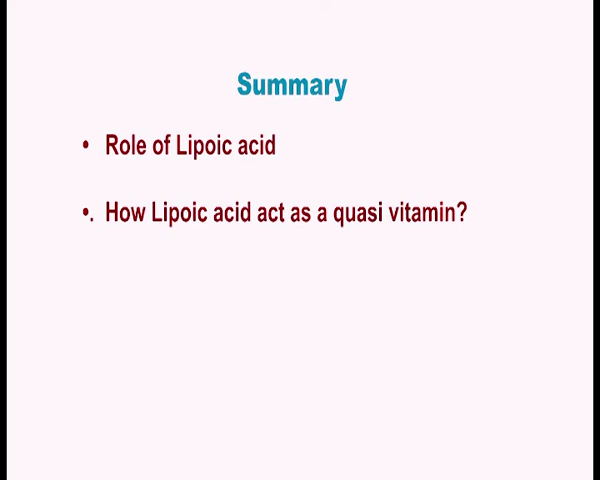 Summary
• Role of Lipoic acid
•. How Lipoic acid act as a quasi vitamin?